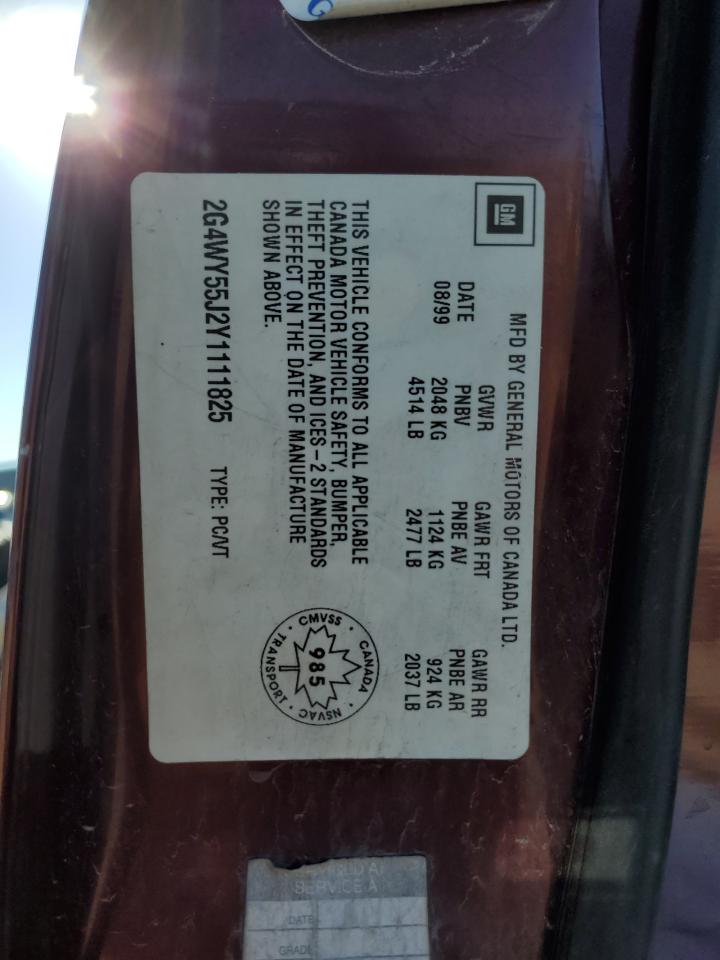 G
GM
MFD BY GENERAL MOTORS OF CANADA LTD.
DATE GVWR GAWR FRT GAWR RR
08/99 PNBV PNBE AV PNBE AR
2048 KG 1124 KG 924 KG
4514 LB 2477 LB 2037 LB
THIS VEHICLE CONFORMS TO ALL APPLICABLE
CANADA MOTOR VEHICLE SAFETY, BUMPER,
THEFT PREVENTION, AND ICES-2 STANDARDS
IN EFFECT ON THE DATE OF MANUFACTURE
SHOWN ABOVE.
CMVSS · CANADA · NSVAC · TRANSPORT ·
985
2G4WY55J2Y1111825 TYPE: PC/VT
SERVICE A
DATE
GRADE